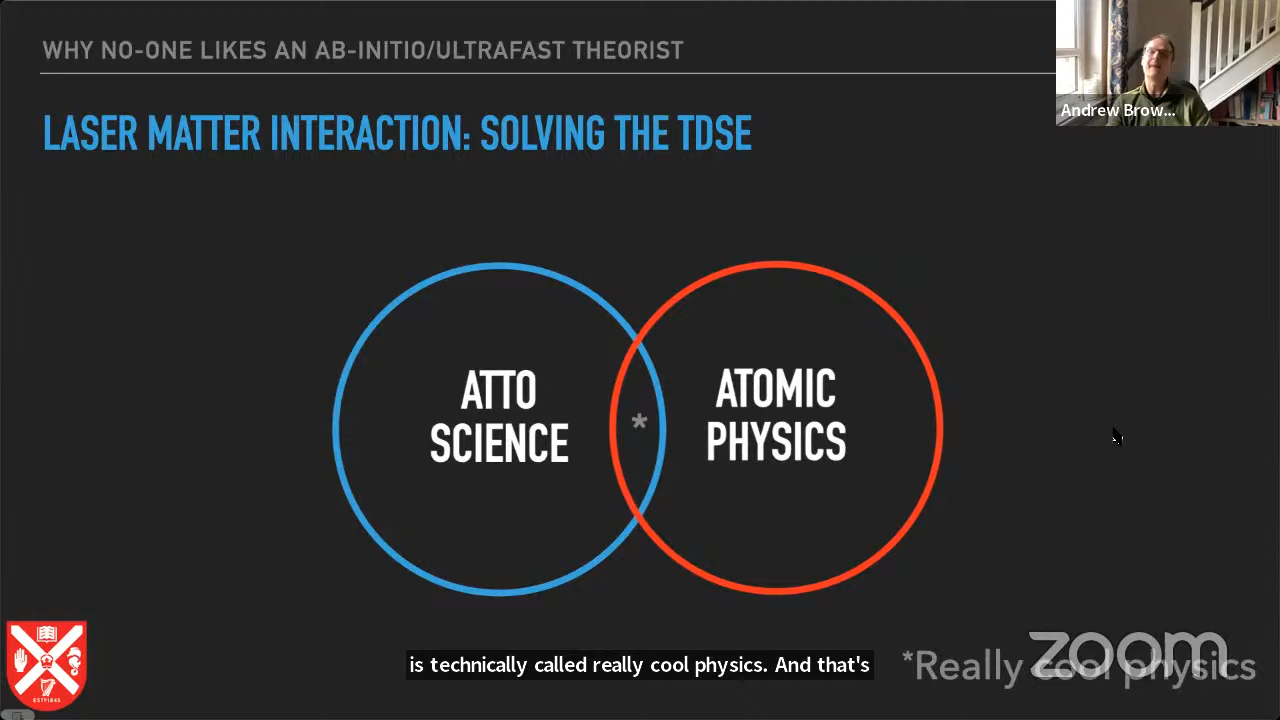 WHY NO-ONE LIKES AN AB-INITIO/ULTRAFAST THEORIST
Andrew Brow...
LASER MATTER INTERACTION: SOLVING THE TDSE
ATTO
SCIENCE
*
ATOMIC
PHYSICS
is technically called really cool physics. And that's
*Really cool physics
zoom
ESTD1845